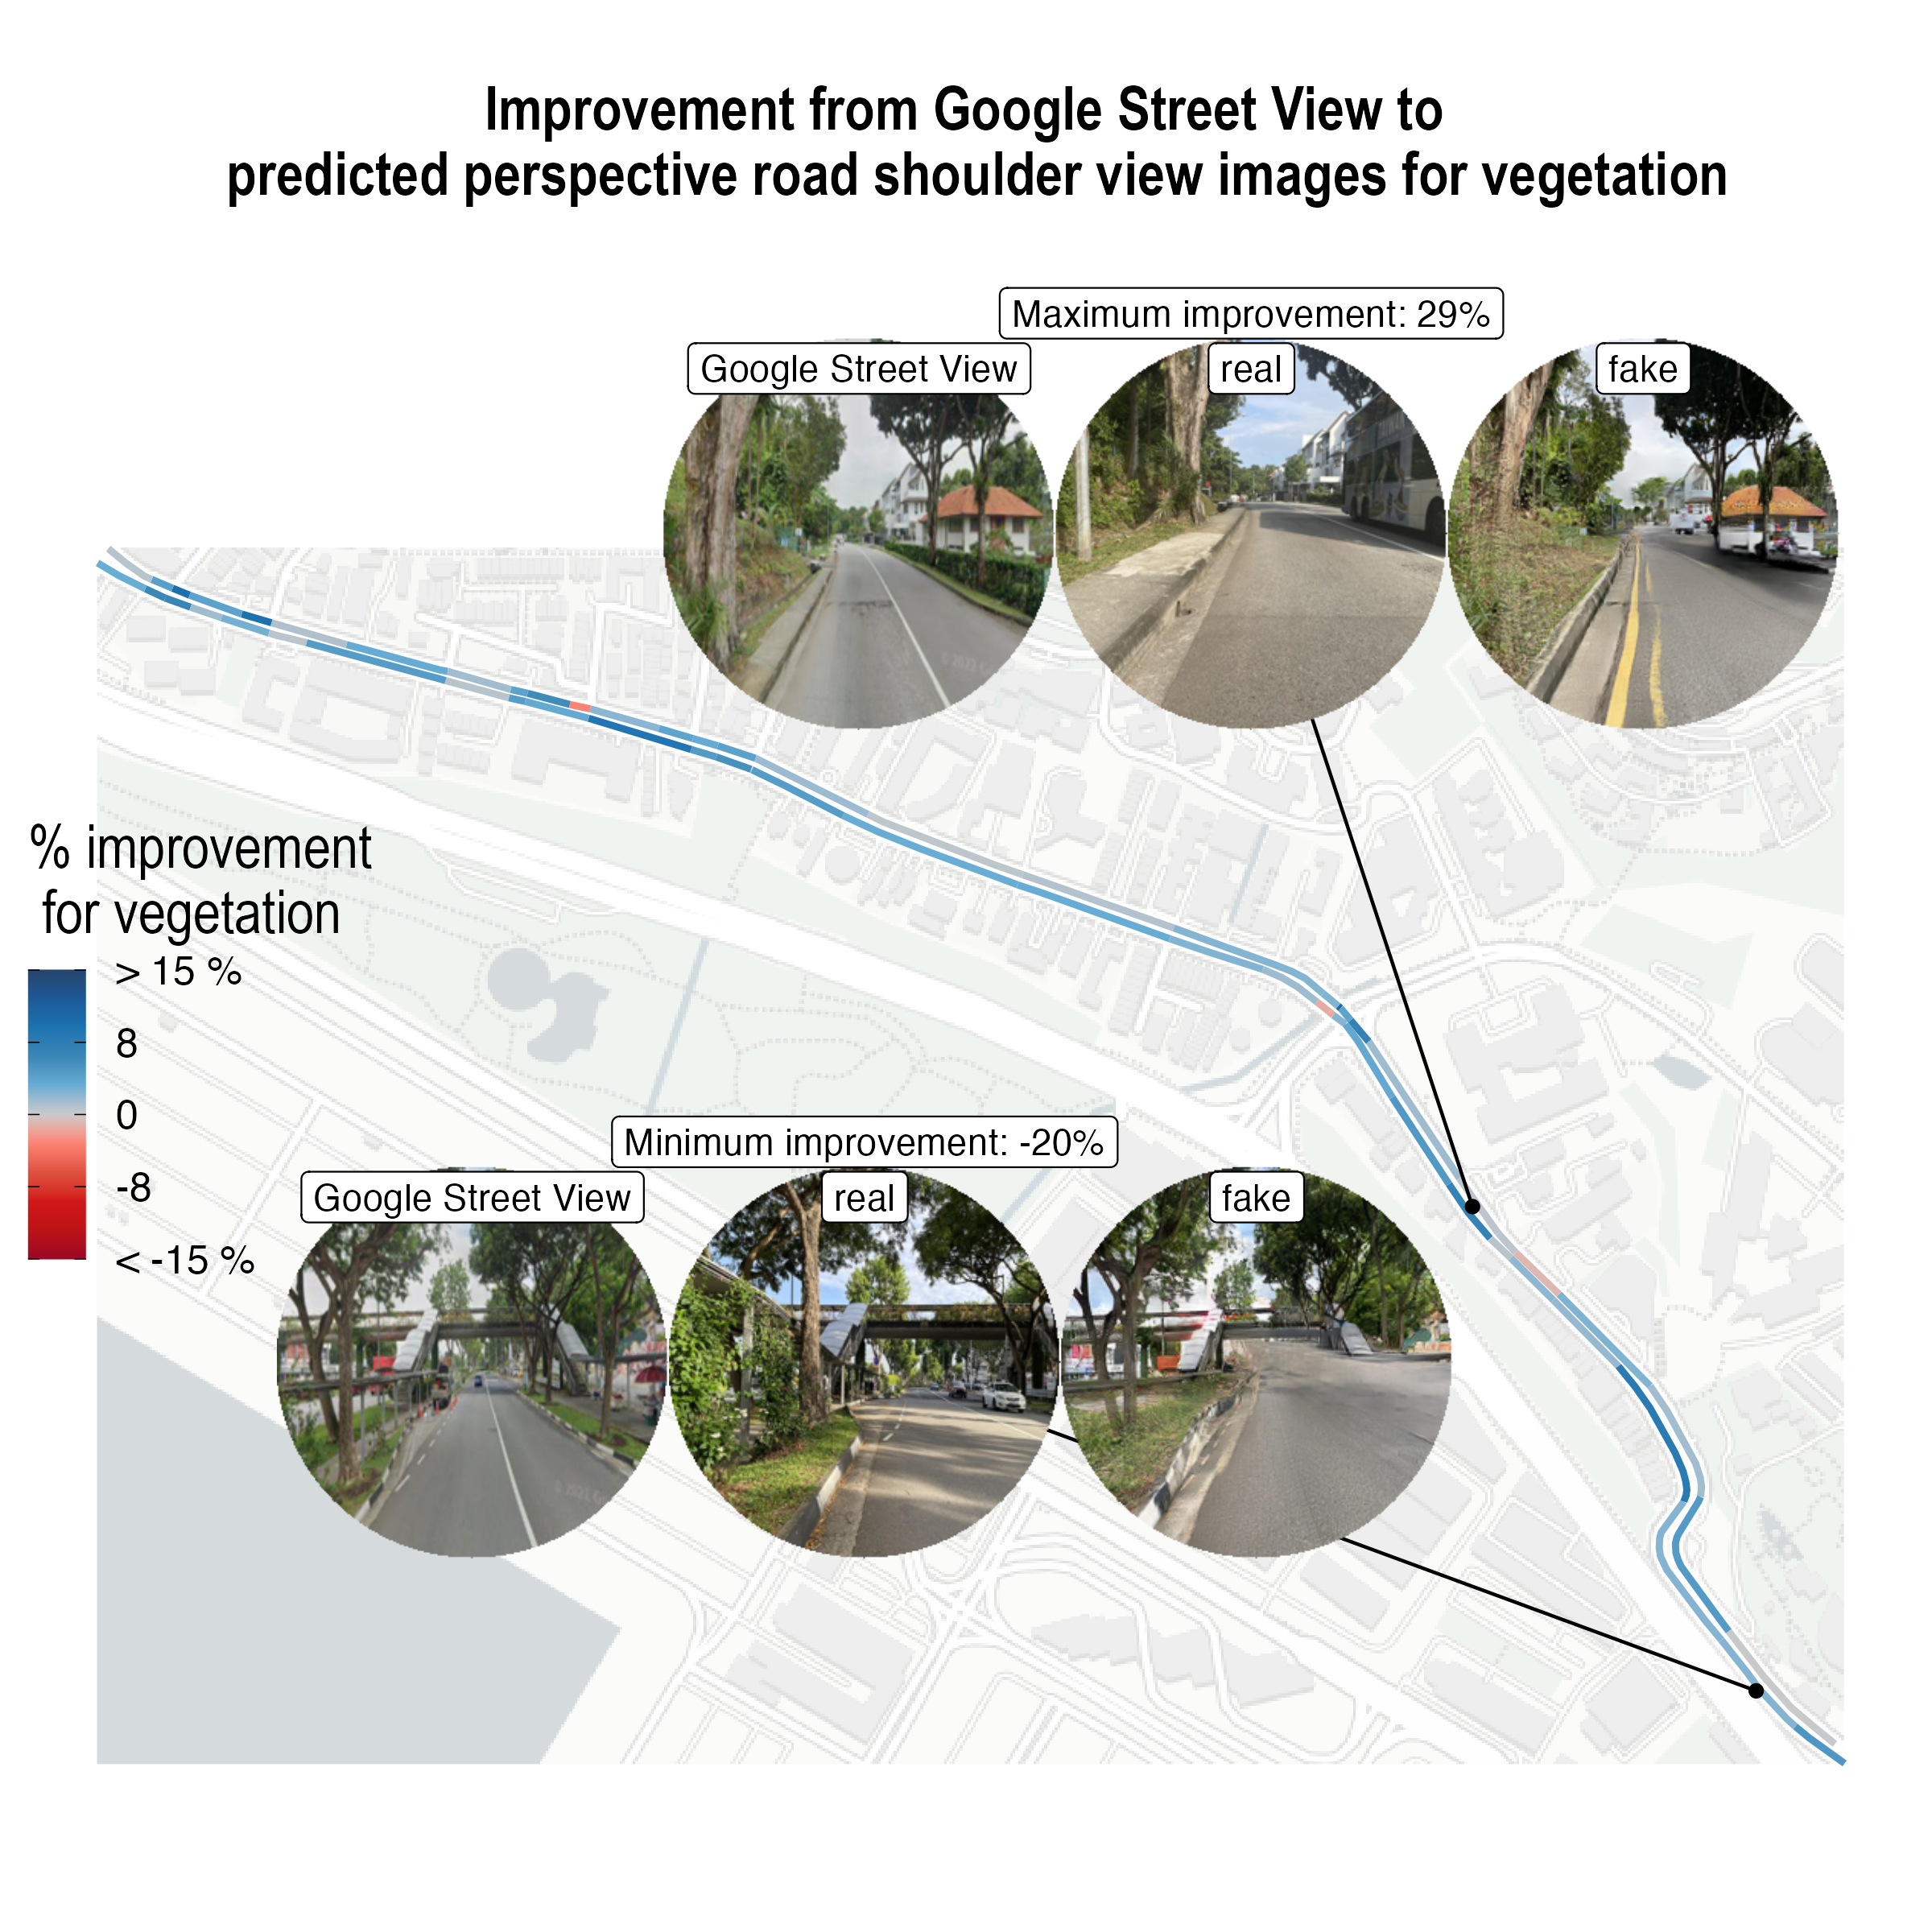 Improvement from Google Street View to
predicted perspective road shoulder view images for vegetation
Maximum improvement: 29%
Google Street View
real
fake
% improvement
for vegetation
> 15 %
8
0
-8
< -15 %
Minimum improvement: -20%
Google Street View
real
fake